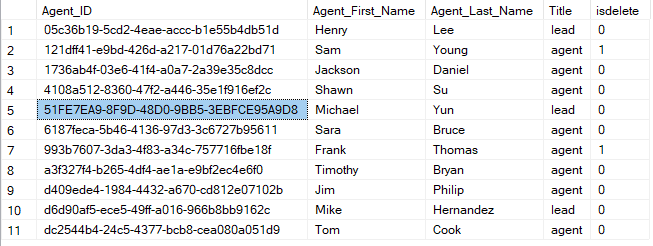 Agent_ID Agent_First_Name Agent_Last_Name Title isdelete
1 05c36b19-5cd2-4eae-accc-b1e55b4db51d Henry Lee lead 0
2 121dff41-e9bd-426d-a217-01d76a22bd71 Sam Young agent 1
3 1736ab4f-03e6-41f4-a0a7-2a39e35c8dcc Jackson Daniel agent 0
4 4108a512-8360-47f2-a446-35e1f916ef2c Shawn Su agent 0
5 51FE7EA9-8F9D-48D0-9BB5-3EBFCE95A9D8 Michael Yun lead 0
6 6187feca-5b46-4136-97d3-3c6727b95611 Sara Bruce agent 0
7 993b7607-3da3-4f83-a34c-757716fbe18f Frank Thomas agent 1
8 a3f327f4-b265-4df4-ae1a-e9bf2ec4e6f0 Timothy Bryan agent 0
9 d409ede4-1984-4432-a670-cd812e07102b Jim Philip agent 0
10 d6d90af5-ece5-49ff-a016-966b8bb9162c Mike Hernandez lead 0
11 dc2544b4-24c5-4377-bcb8-cea080a051d9 Tom Cook agent 0